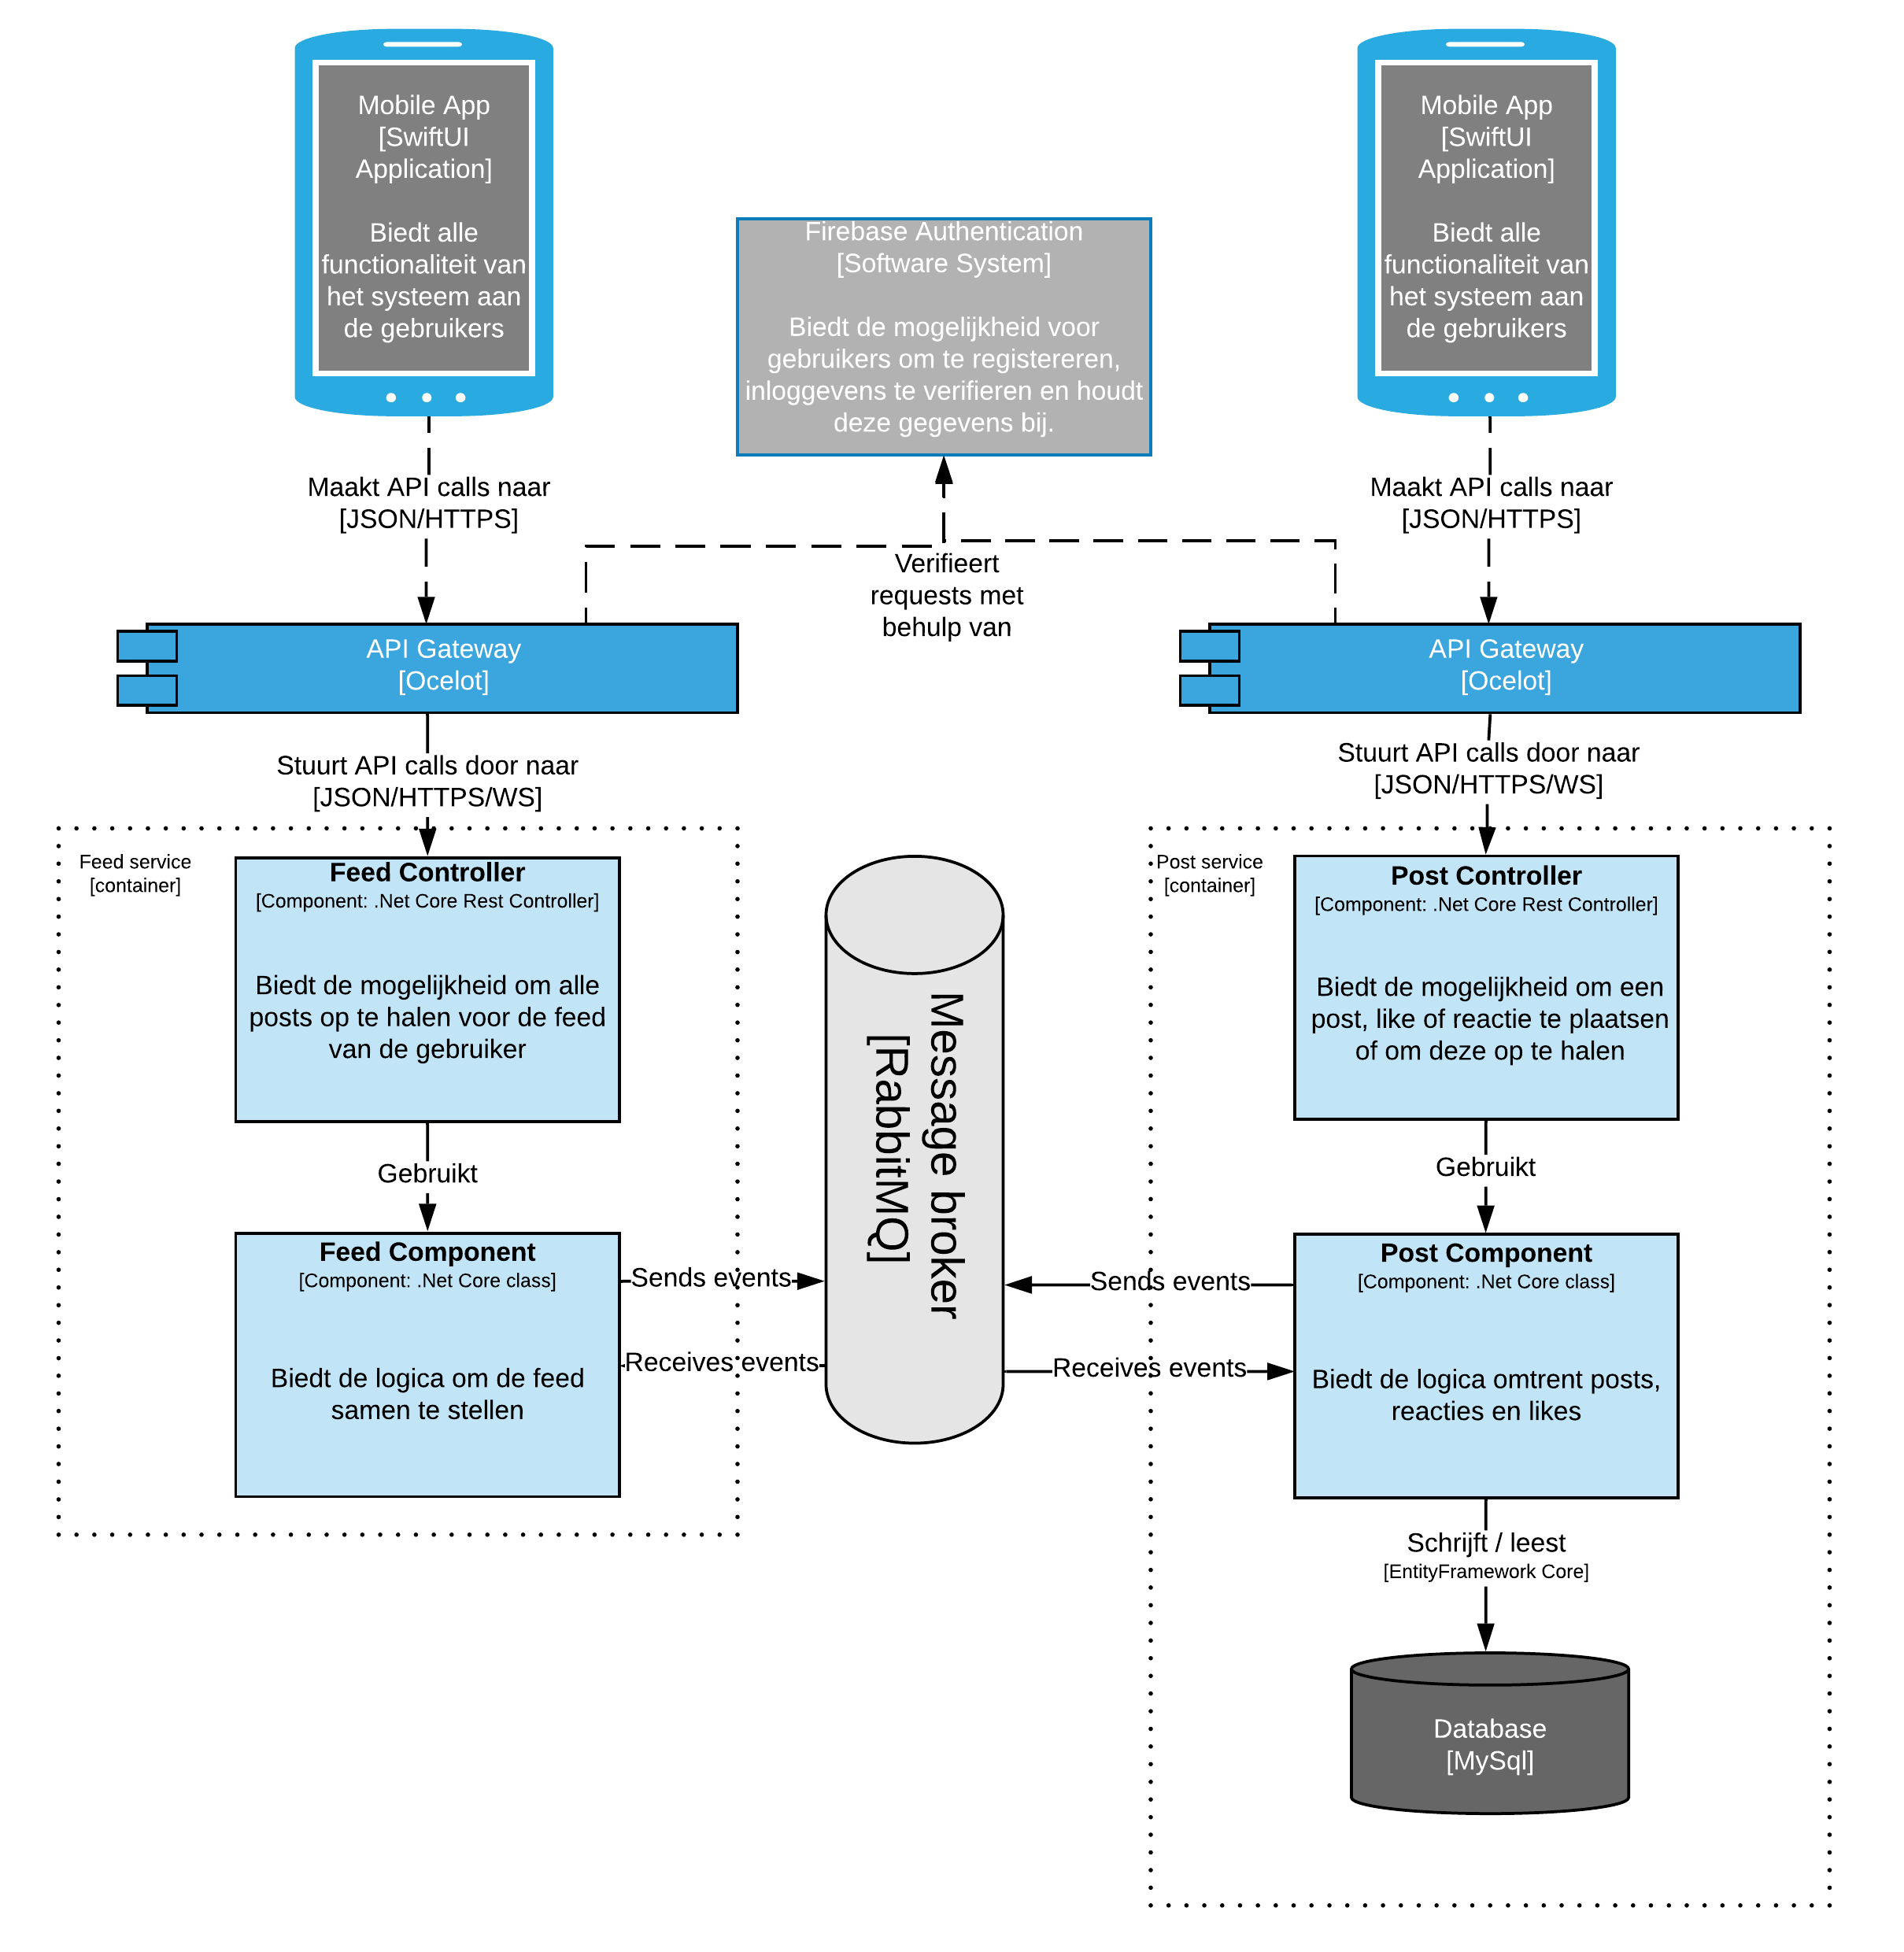 Mobile App
[SwiftUI
Application]
Biedt alle
functionaliteit van
het systeem aan
de gebruikers
Mobile App
[SwiftUI
Application]
Biedt alle
functionaliteit van
het systeem aan
de gebruikers
Firebase Authentication
[Software System]
Biedt de mogelijkheid voor
gebruikers om te registereren,
inloggevens te verifieren en houdt
deze gegevens bij.
Maakt API calls naar
[JSON/HTTPS]
Maakt API calls naar
[JSON/HTTPS]
Verifieert
requests met
behulp van
API Gateway
[Ocelot]
API Gateway
[Ocelot]
Stuurt API calls door naar
[JSON/HTTPS/WS]
Stuurt API calls door naar
[JSON/HTTPS/WS]
Feed service
[container]
Feed Controller
[Component: .Net Core Rest Controller]
Biedt de mogelijkheid om alle
posts op te halen voor de feed
van de gebruiker
Gebruikt
Feed Component
[Component: .Net Core class]
Biedt de logica om de feed
samen te stellen
Sends events
Receives events
Message broker
[RabbitMQ]
Sends events
Receives events
Post service
[container]
Post Controller
[Component: .Net Core Rest Controller]
Biedt de mogelijkheid om een
post, like of reactie te plaatsen
of om deze op te halen
Gebruikt
Post Component
[Component: .Net Core class]
Biedt de logica omtrent posts,
reacties en likes
Schrijft / leest
[EntityFramework Core]
Database
[MySql]